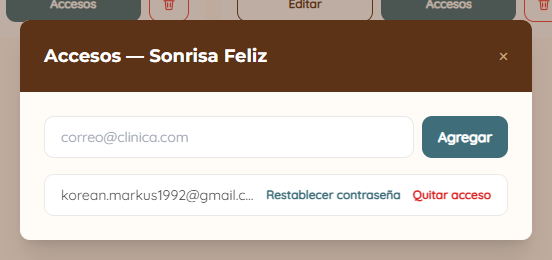 Accesos
Editar
Accesos
Accesos — Sonrisa Feliz
×
correo@clinica.com
Agregar
korean.markus1992@gmail.c...
Restablecer contraseña
Quitar acceso